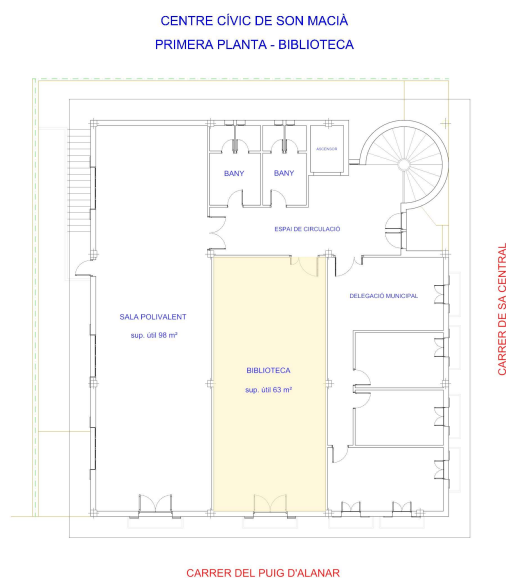 CENTRE CÍVIC DE SON MACIÀ
PRIMERA PLANTA - BIBLIOTECA
ASCENSOR
BANY
BANY
ESPAI DE CIRCULACIÓ
DELEGACIÓ MUNICIPAL
SALA POLIVALENT
sup. útil 98 m²
BIBLIOTECA
sup. útil 63 m²
CARRER DE SA CENTRAL
CARRER DEL PUIG D'ALANAR